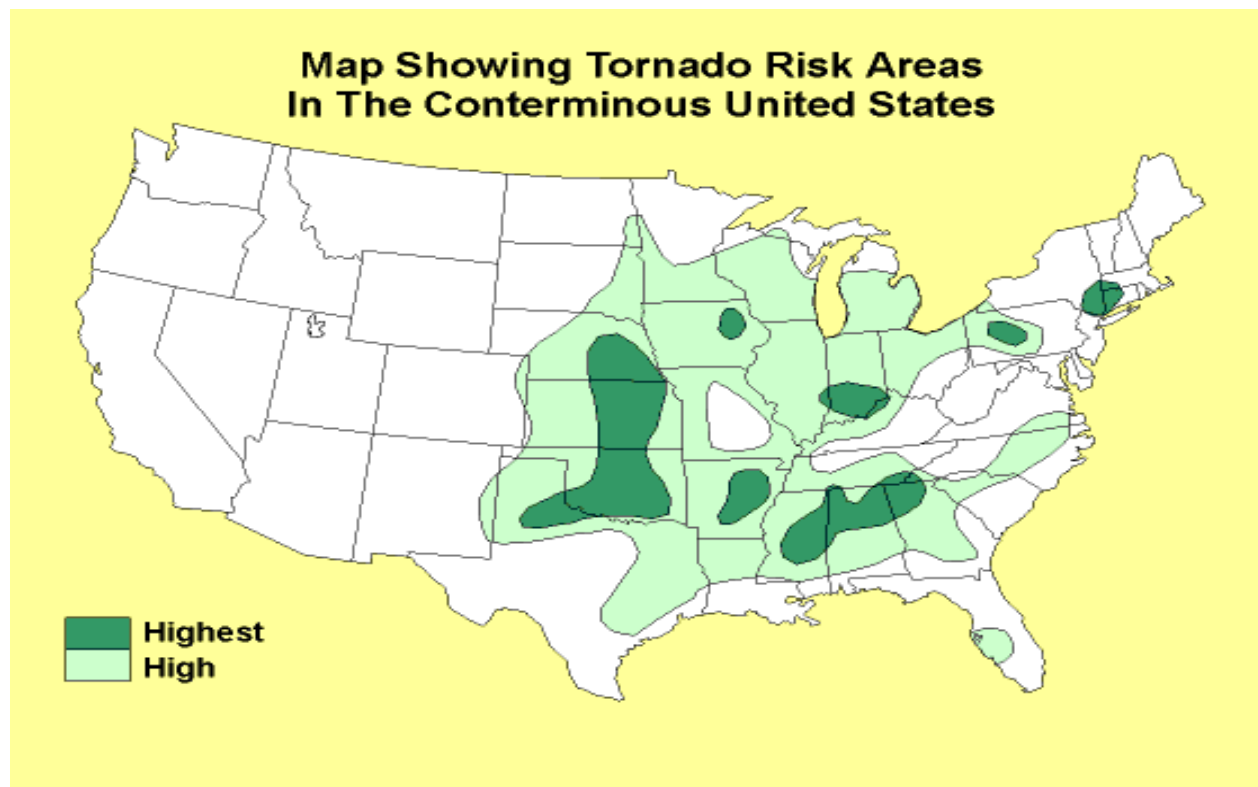 Map Showing Tornado Risk Areas
In The Conterminous United States
Highest
High